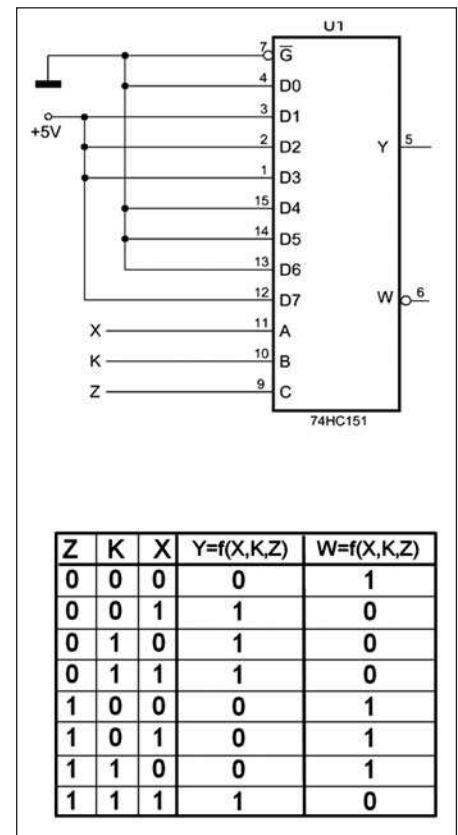 U1
7 G
4 D0
+5V 3 D1
2 D2 Y 5
1 D3
15 D4
14 D5
13 D6
12 D7 W 6
X 11 A
K 10 B
Z 9 C
74HC151
Z K X Y=f(X,K,Z) W=f(X,K,Z)
0 0 0 0 1
0 0 1 1 0
0 1 0 1 0
0 1 1 1 0
1 0 0 0 1
1 0 1 0 1
1 1 0 0 1
1 1 1 1 0